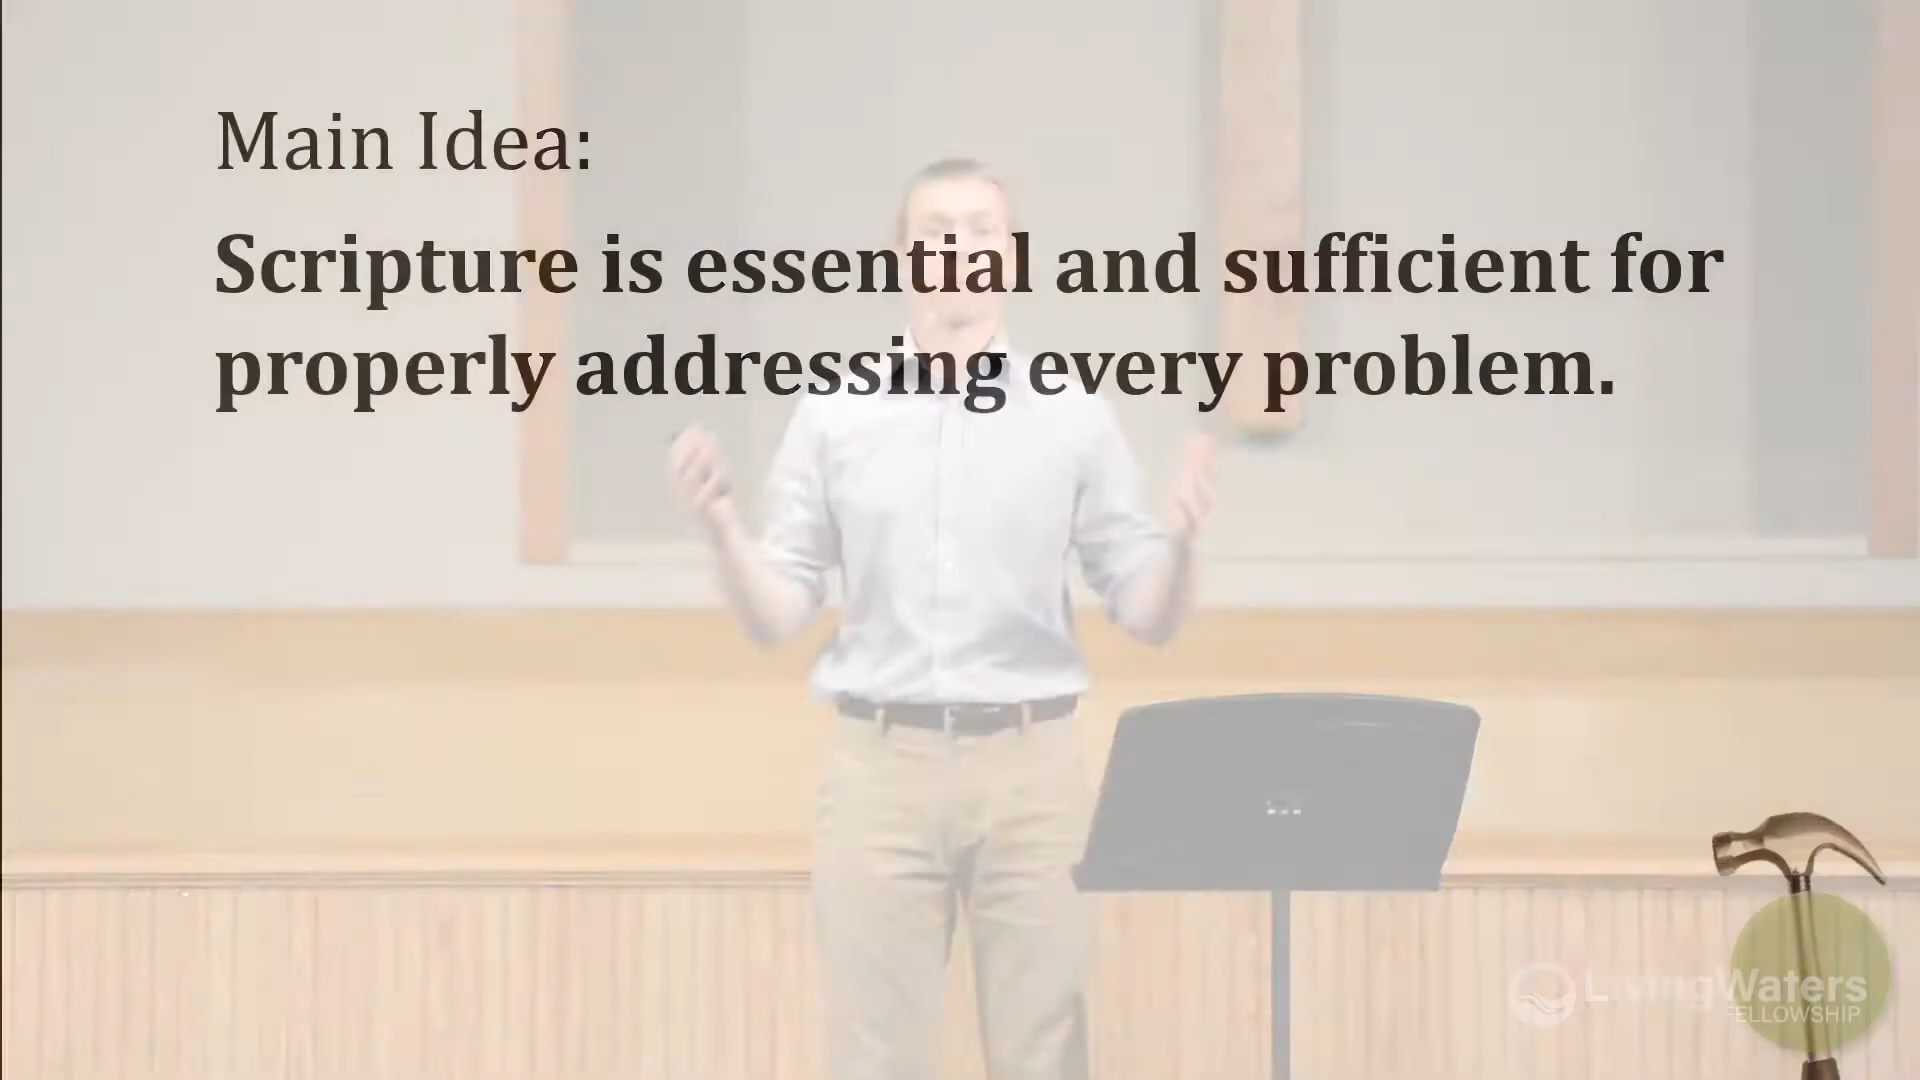 Main Idea:
Scripture is essential and sufficient for
properly addressing every problem.
LivingWaters
FELLOWSHIP